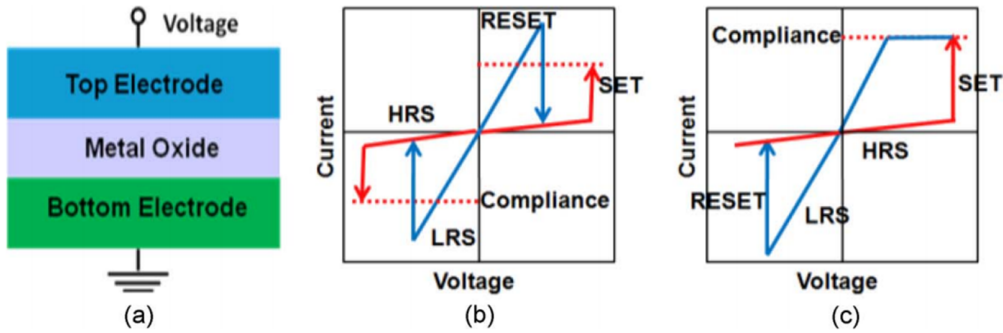 Voltage
Top Electrode
Metal Oxide
Bottom Electrode
(a)
RESET
SET
HRS
Compliance
LRS
Current
Voltage
(b)
Compliance
SET
HRS
RESET
LRS
Current
Voltage
(c)